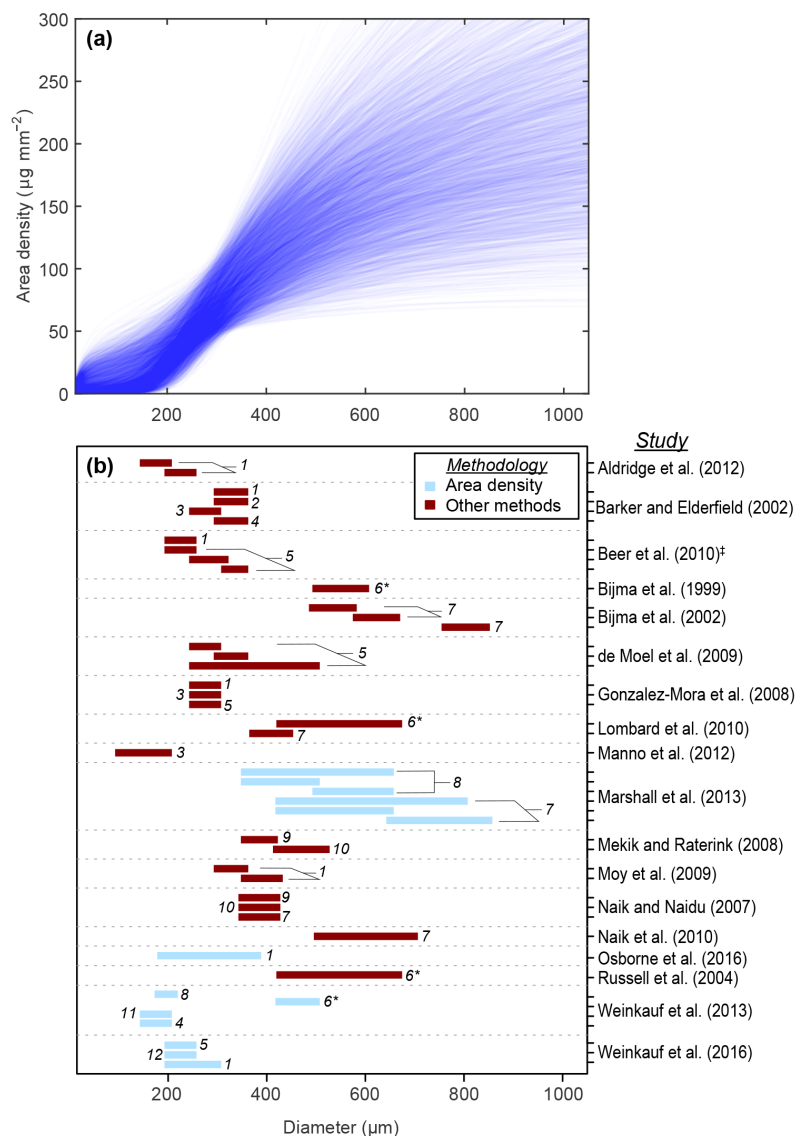 (a)
300
250
200
150
100
50
0
Area density (µg mm−2)
200
400
600
800
1000
Study
(b)
Methodology
Area density
Other methods
1
Aldridge et al. (2012)
1
2
3
4
Barker and Elderfield (2002)
1
5
Beer et al. (2010)‡
6*
Bijma et al. (1999)
7
7
Bijma et al. (2002)
5
de Moel et al. (2009)
1
3
5
Gonzalez-Mora et al. (2008)
6*
7
Lombard et al. (2010)
3
Manno et al. (2012)
8
7
Marshall et al. (2013)
9
10
Mekik and Raterink (2008)
1
Moy et al. (2009)
9
10
7
Naik and Naidu (2007)
7
Naik et al. (2010)
1
Osborne et al. (2016)
6*
Russell et al. (2004)
8
6*
11
4
Weinkauf et al. (2013)
5
12
1
Weinkauf et al. (2016)
200
400
600
800
1000
Diameter (µm)